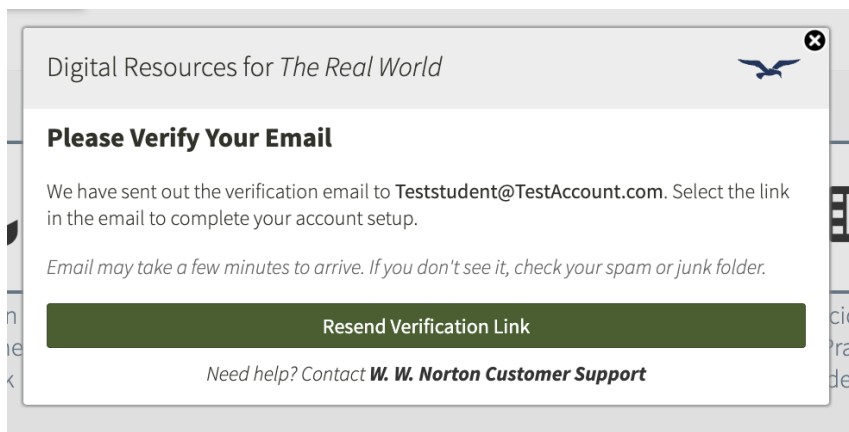 Digital Resources for The Real World
Please Verify Your Email
We have sent out the verification email to Teststudent@TestAccount.com. Select the link
in the email to complete your account setup.
Email may take a few minutes to arrive. If you don't see it, check your spam or junk folder.
Resend Verification Link
Need help? Contact W. W. Norton Customer Support